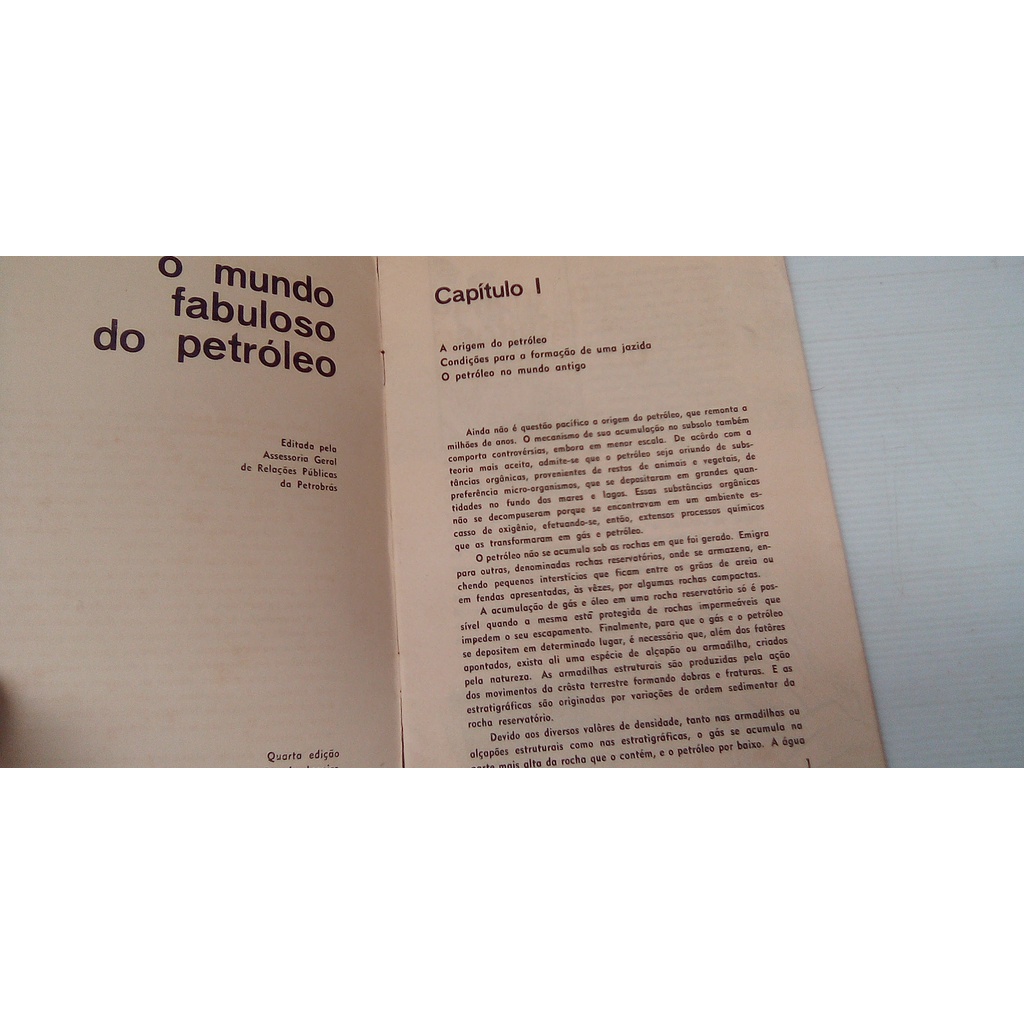 o mundo
fabuloso
do petróleo
Editado pela
Assessoria Geral
de Relações Públicas
da Petrobrás
Quarta edição
Capítulo I
A origem do petróleo
Condições para a formação de uma jazida
O petróleo no mundo antigo
Ainda não é questão pacífica a origem do petróleo, que remonta a
milhões de anos. O mecanismo de sua acumulação no subsolo também
comporta controvérsias, embora em menor escala. De acôrdo com a
teoria mais aceita, admite-se que o petróleo seja oriundo de subs-
tâncias orgânicas, provenientes de restos de animais e vegetais, de
preferência micro-organismos, que se depositaram em grandes quan-
tidades no fundo dos mares e lagos. Essas substâncias orgânicas
não se decompuseram porque se encontravam em um ambiente es-
casso de oxigênio, efetuando-se, então, extensos processos químicos
que as transformaram em gás e petróleo.
O petróleo não se acumula sob as rochas em que foi gerado. Emigra
para outras, denominadas rochas reservatórios, onde se armazena, en-
chendo pequenos interstícios que ficam entre os grãos de areia ou
em fendas apresentadas, às vêzes, por algumas rochas compactas.
A acumulação de gás e óleo em uma rocha reservatório só é pos-
sível quando a mesma está protegida de rochas impermeáveis que
impedem o seu escapamento. Finalmente, para que o gás e o petróleo
se depositem em determinado lugar, é necessário que, além dos fatôres
apontados, exista ali uma espécie de alçapão ou armadilha, criados
pela natureza. As armadilhas estruturais são produzidas pela ação
dos movimentos da crôsta terrestre formando dobras e fraturas. E as
estratigráficas são originadas por variações de ordem sedimentar da
rocha reservatório.
Devido aos diversos valôres de densidade, tanto nas armadilhas ou
alçapões estruturais como nas estratigráficas, o gás se acumula na
parte mais alta da rocha que o contém, e o petróleo por baixo. A água
1